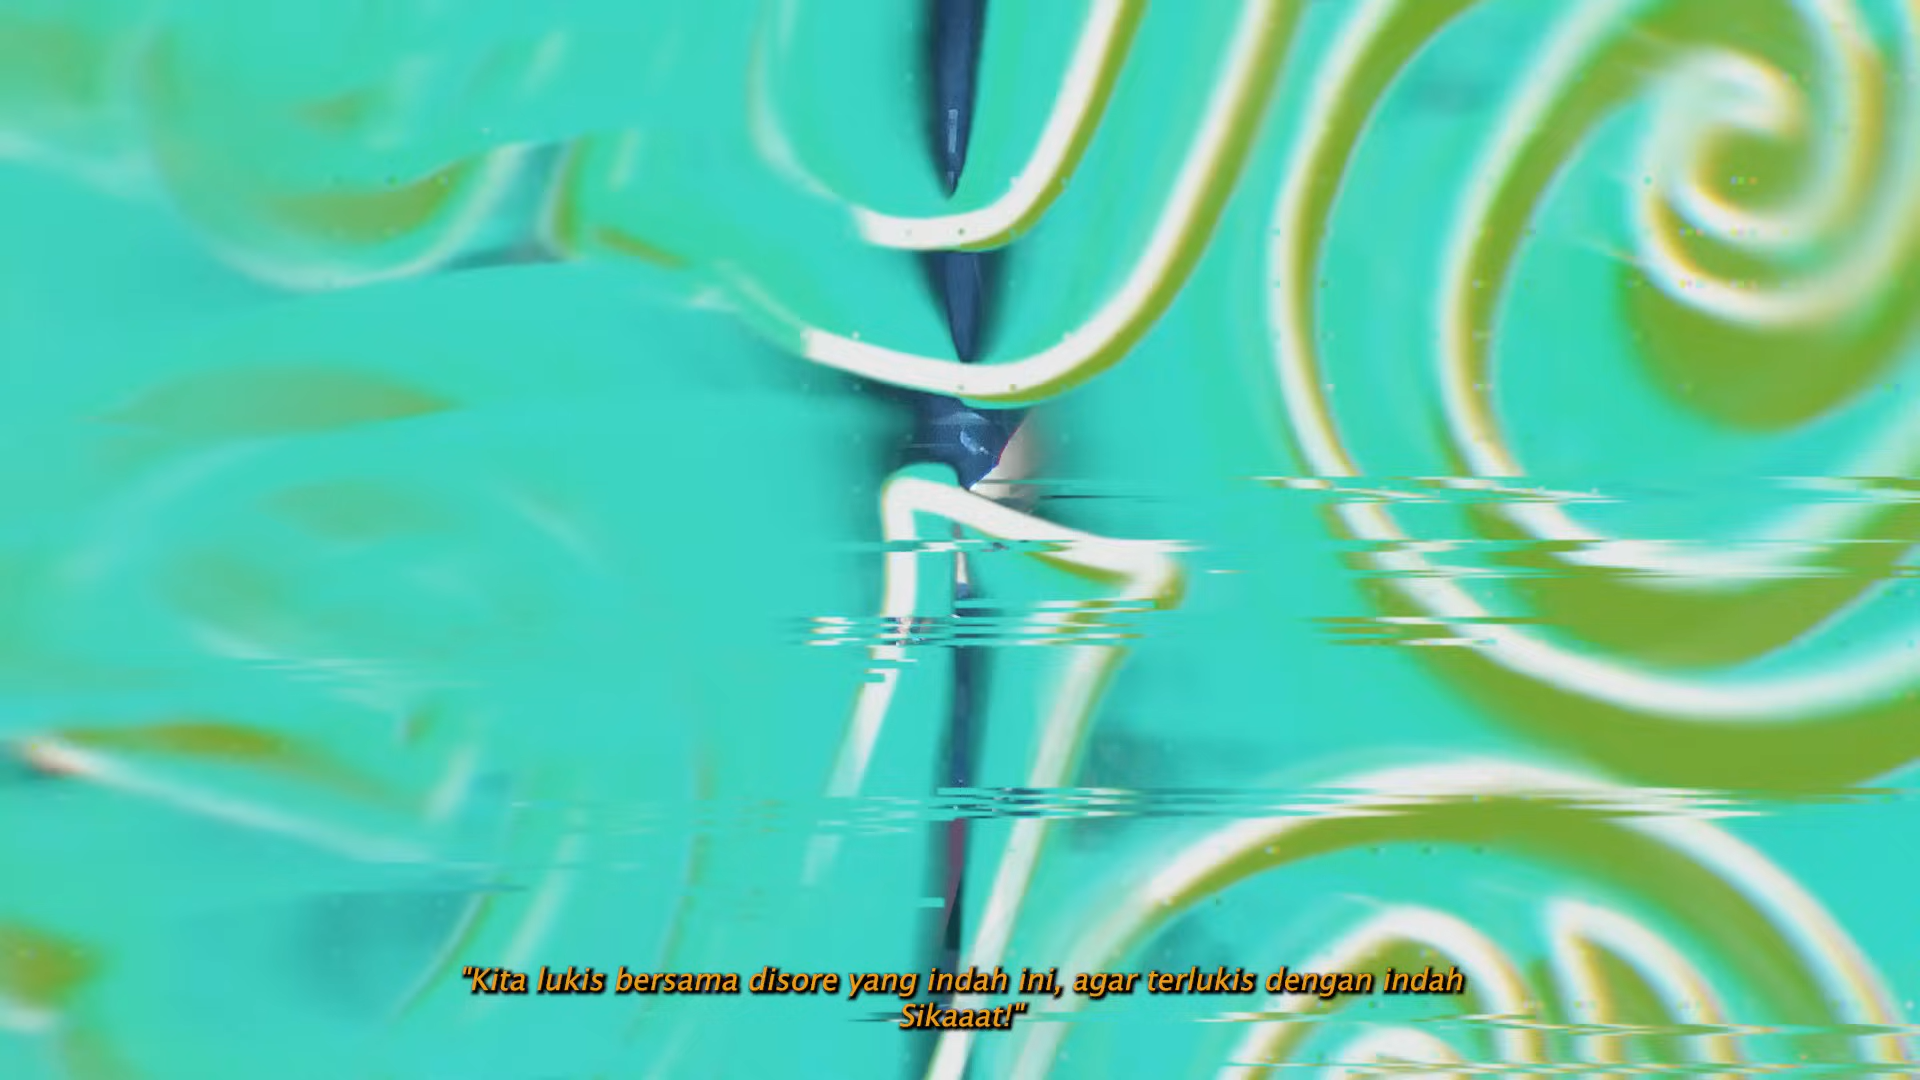 "Kita lukis bersama disore yang indah ini, agar terlukis dengan indah
Sikaaat!"